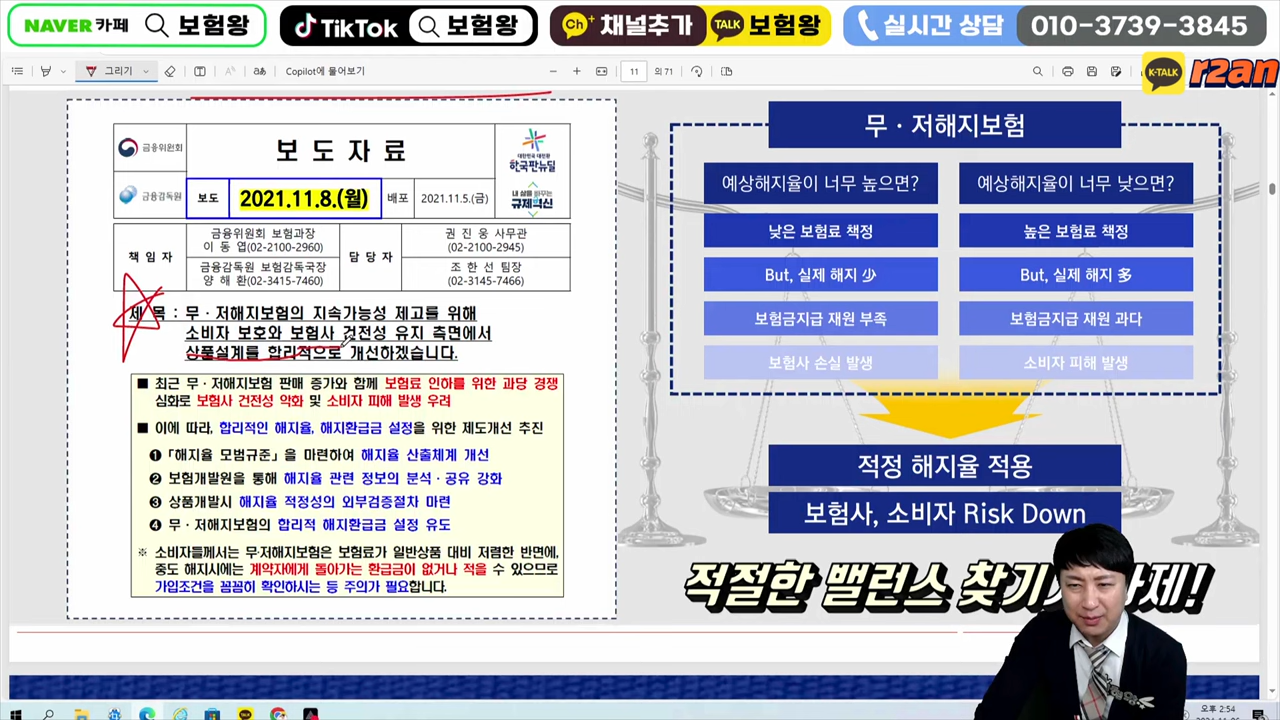 NAVER 카페 보험왕
TikTok 보험왕
Ch+ 채널추가 TALK 보험왕
실시간 상담 010-3739-3845
그리기
Copilot에 물어보기
11 의 71
K-TALK r2an
금융위원회
금융감독원
보도자료
보도 2021.11.8.(월) 배포 2021.11.5.(금)
대한민국 대전환
한국판뉴딜
내 삶을 바꾸는
규제혁신
책임자
금융위원회 보험과장
이 동 엽(02-2100-2960)
금융감독원 보험감독국장
양 해 환(02-3145-7460)
담당자
권 진 웅 사무관
(02-2100-2945)
조 한 선 팀장
(02-3145-7466)
제 목 : 무·저해지보험의 지속가능성 제고를 위해
소비자 보호와 보험사 건전성 유지 측면에서
상품설계를 합리적으로 개선하겠습니다.
■ 최근 무·저해지보험 판매 증가와 함께 보험료 인하를 위한 과당 경쟁
심화로 보험사 건전성 악화 및 소비자 피해 발생 우려
■ 이에 따라, 합리적인 해지율, 해지환급금 설정을 위한 제도개선 추진
❶ 「해지율 모범규준」을 마련하여 해지율 산출체계 개선
❷ 보험개발원을 통해 해지율 관련 정보의 분석·공유 강화
❸ 상품개발시 해지율 적정성의 외부검증절차 마련
❹ 무·저해지보험의 합리적 해지환급금 설정 유도
※ 소비자들께서는 무·저해지보험은 보험료가 일반상품 대비 저렴한 반면에,
중도 해지시에는 계약자에게 돌아가는 환급금이 없거나 적을 수 있으므로
가입조건을 꼼꼼히 확인하시는 등 주의가 필요합니다.
무·저해지보험
예상해지율이 너무 높으면?
낮은 보험료 책정
But, 실제 해지 少
보험금지급 재원 부족
보험사 손실 발생
예상해지율이 너무 낮으면?
높은 보험료 책정
But, 실제 해지 多
보험금지급 재원 과다
소비자 피해 발생
적정 해지율 적용
보험사, 소비자 Risk Down
적절한 밸런스 찾기
제!
오후 2:54